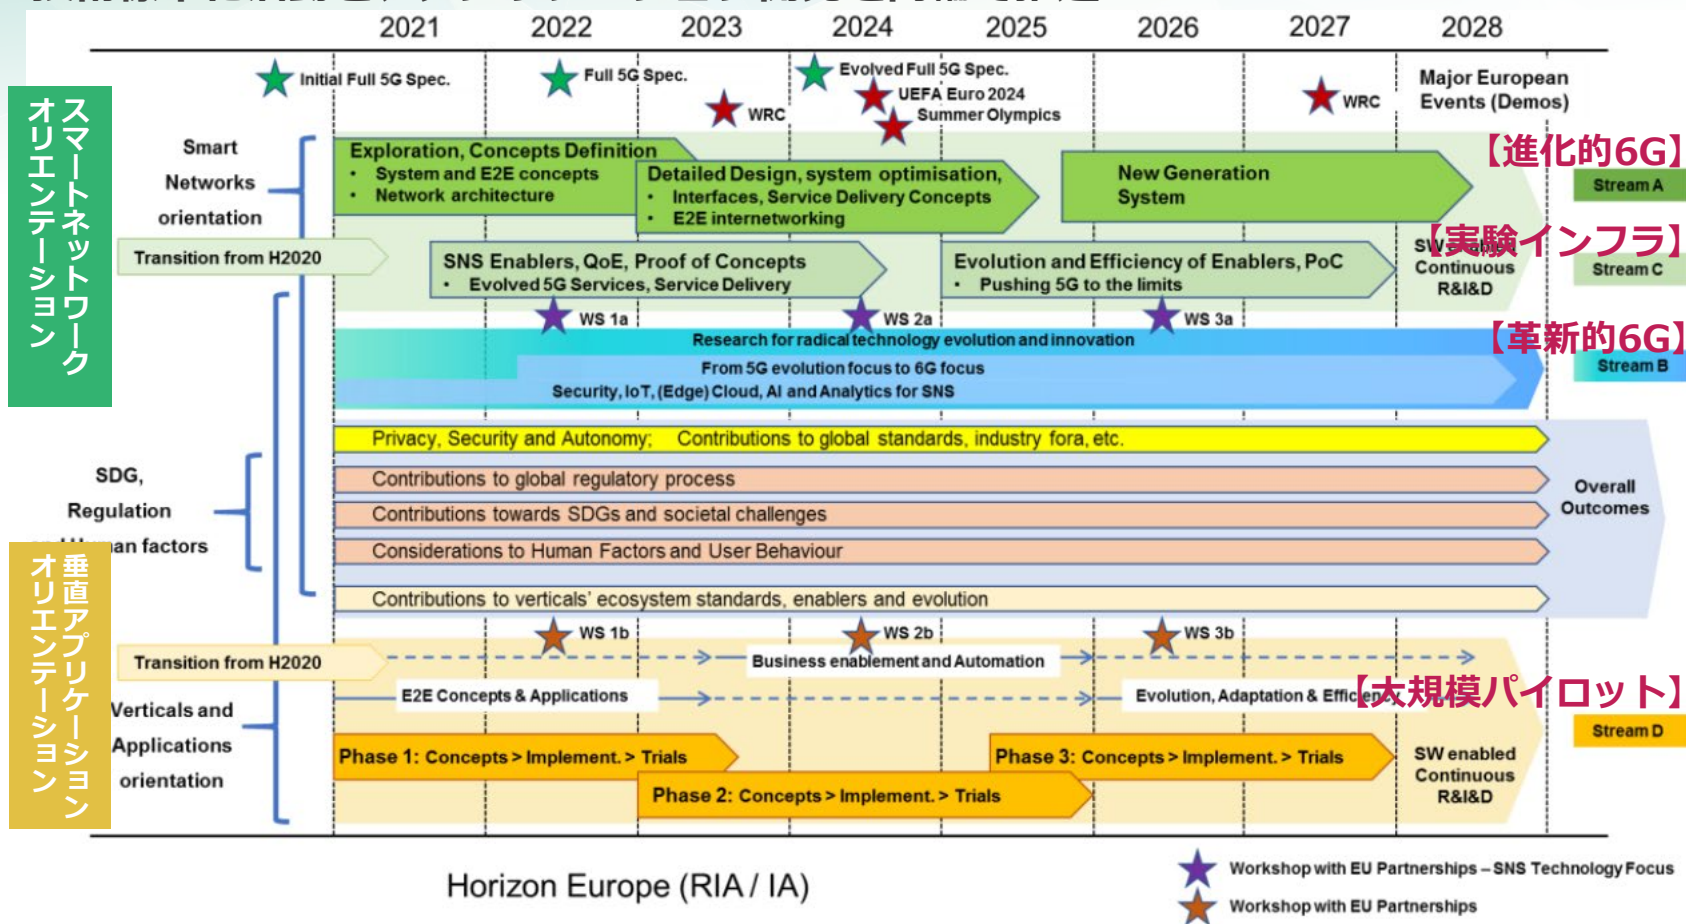 2021 2022 2023 2024 2025 2026 2027 2028
Initial Full 5G Spec.
Full 5G Spec.
Evolved Full 5G Spec.
WRC
UEFA Euro 2024
Summer Olympics
WRC
Major European
Events (Demos)
スマートネットワーク
オリエンテーション
Smart
Networks
orientation
Exploration, Concepts Definition
• System and E2E concepts
• Network architecture
Detailed Design, system optimisation,
• Interfaces, Service Delivery Concepts
• E2E internetworking
New Generation
System
【進化的6G】
Stream A
Transition from H2020
SNS Enablers, QoE, Proof of Concepts
• Evolved 5G Services, Service Delivery
Evolution and Efficiency of Enablers, PoC
• Pushing 5G to the limits
【実験インフラ】
SW enabled
Continuous
R&I&D
Stream C
WS 1a
WS 2a
WS 3a
Research for radical technology evolution and innovation
From 5G evolution focus to 6G focus
Security, IoT, (Edge) Cloud, AI and Analytics for SNS
【革新的6G】
Stream B
SDG,
Regulation
Human factors
Privacy, Security and Autonomy; Contributions to global standards, industry fora, etc.
Contributions to global regulatory process
Contributions towards SDGs and societal challenges
Considerations to Human Factors and User Behaviour
Contributions to verticals' ecosystem standards, enablers and evolution
Overall
Outcomes
垂直アプリケーション
オリエンテーション
WS 1b
WS 2b
WS 3b
Transition from H2020
Business enablement and Automation
E2E Concepts & Applications
Evolution, Adaptation & Efficiency
【大規模パイロット】
Stream D
Verticals and
Applications
orientation
Phase 1: Concepts > Implement. > Trials
Phase 2: Concepts > Implement. > Trials
Phase 3: Concepts > Implement. > Trials
SW enabled
Continuous
R&I&D
Horizon Europe (RIA / IA)
Workshop with EU Partnerships – SNS Technology Focus
Workshop with EU Partnerships